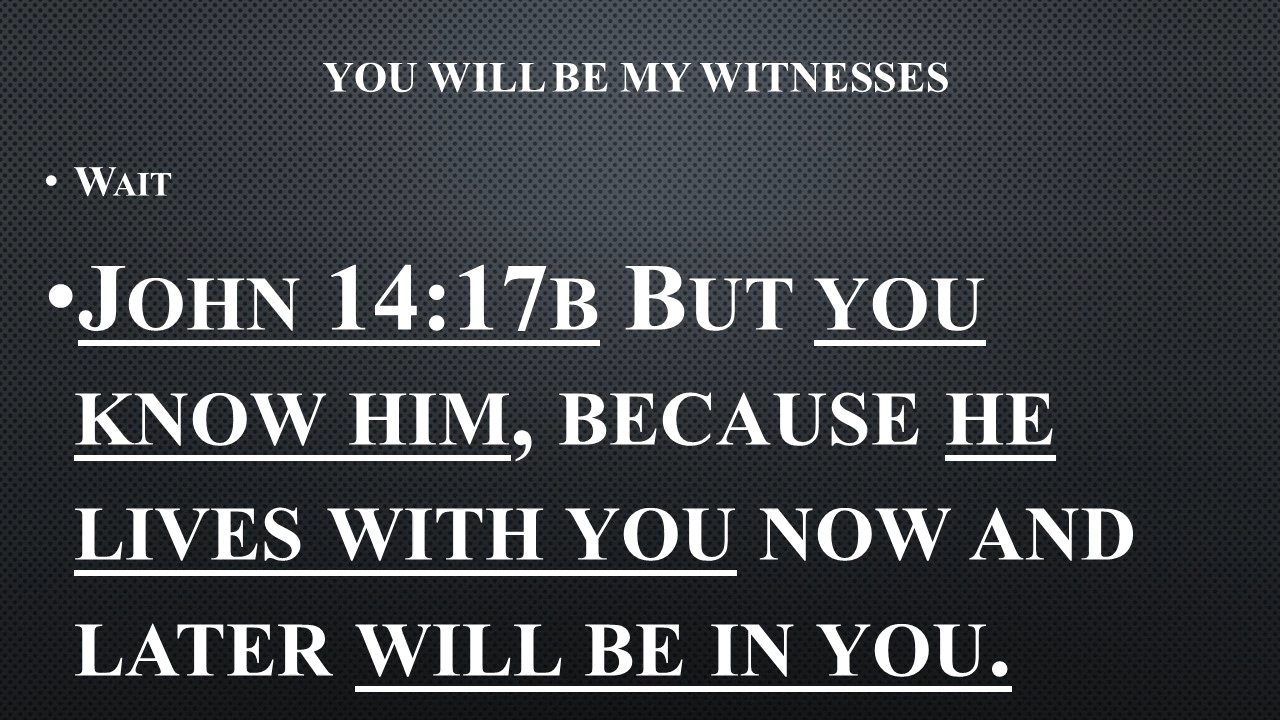 YOU WILL BE MY WITNESSES
• WAIT
• JOHN 14:17B BUT YOU
KNOW HIM, BECAUSE HE
LIVES WITH YOU NOW AND
LATER WILL BE IN YOU.